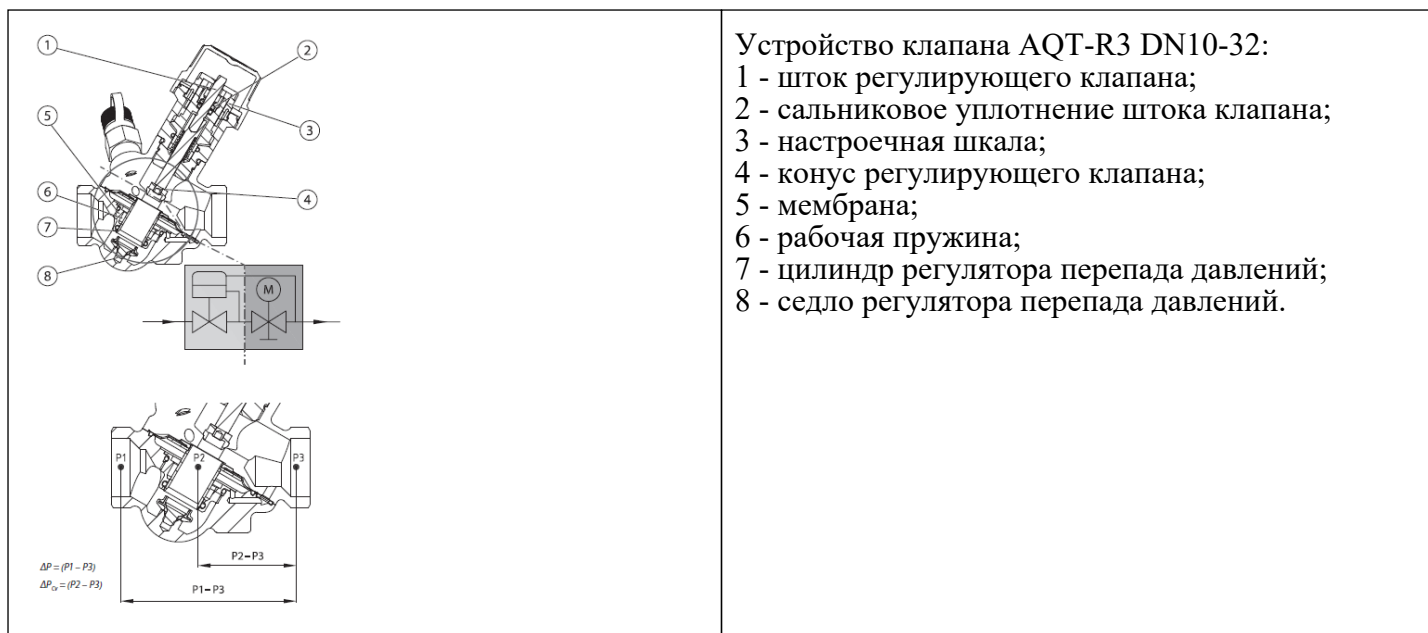 1
2
3
4
5
6
7
8
M
P1
P2
P3
P2–P3
P1–P3
ΔP = (P1 – P3)
ΔPCv = (P2 – P3)
Устройство клапана AQT-R3 DN10-32:
1 - шток регулирующего клапана;
2 - сальниковое уплотнение штока клапана;
3 - настроечная шкала;
4 - конус регулирующего клапана;
5 - мембрана;
6 - рабочая пружина;
7 - цилиндр регулятора перепада давлений;
8 - седло регулятора перепада давлений.